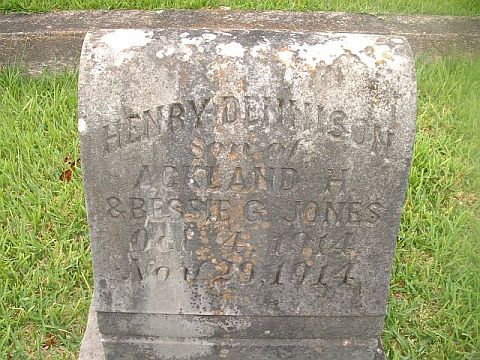 HENRY DENNISON
Son of
ACKLAND H
& BESSIE G. JONES
Oct 4, 1914
Nov 29, 1914